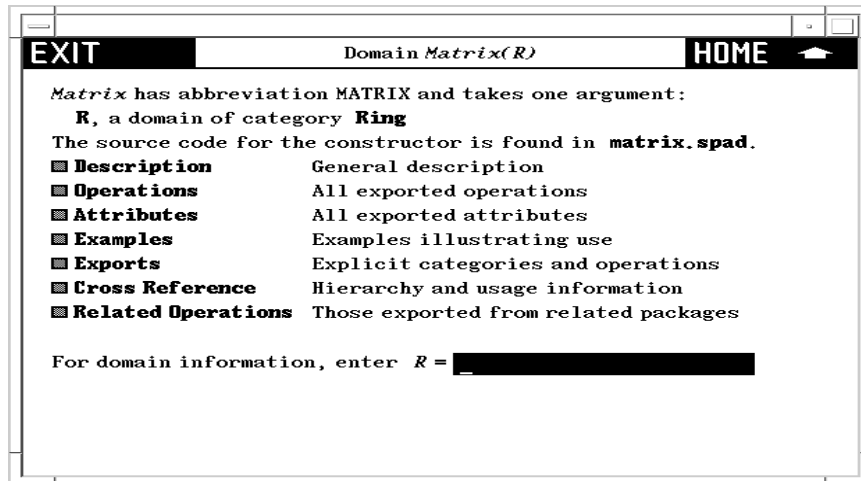 EXIT Domain Matrix(R) HOME
Matrix has abbreviation MATRIX and takes one argument:
R, a domain of category Ring
The source code for the constructor is found in matrix.spad.
Description General description
Operations All exported operations
Attributes All exported attributes
Examples Examples illustrating use
Exports Explicit categories and operations
Cross Reference Hierarchy and usage information
Related Operations Those exported from related packages
For domain information, enter R = _